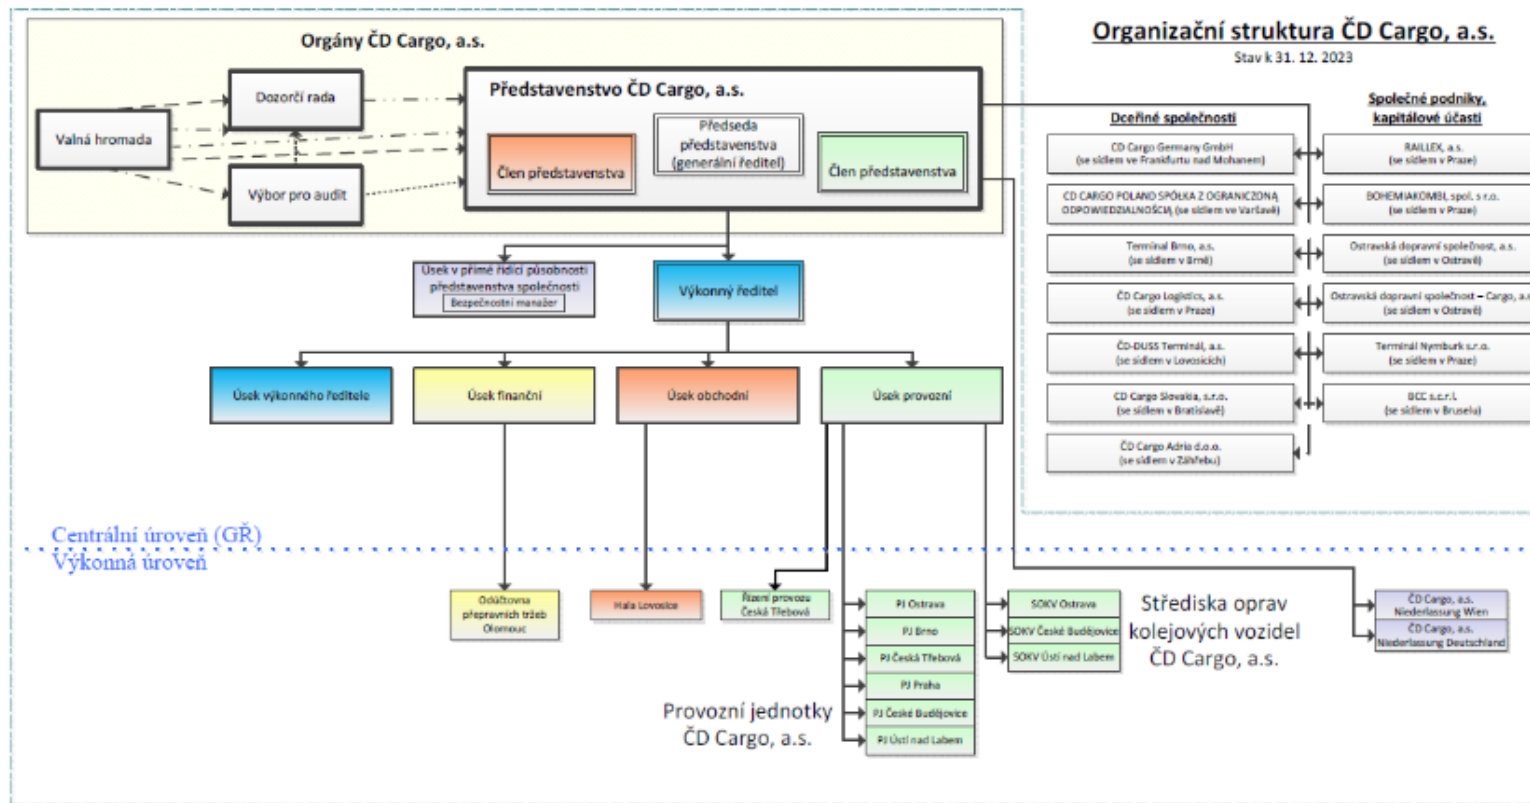 Orgány ČD Cargo, a.s.
Valná hromada
Dozorčí rada
Výbor pro audit
Představenstvo ČD Cargo, a.s.
Člen představenstva
Předseda
představenstva
(generální ředitel)
Člen představenstva
Organizační struktura ČD Cargo, a.s.
Stav k 31. 12. 2023
Dceřiné společnosti
CD Cargo Germany GmbH
(se sídlem ve Frankfurtu nad Mohanem)
CD CARGO POLAND SPÓŁKA Z OGRANICZONĄ
ODPOWIEDZIALNOŚCIĄ (se sídlem ve Varšavě)
Terminal Brno, a.s.
(se sídlem v Brně)
ČD Cargo Logistics, a.s.
(se sídlem v Praze)
ČD-DUSS Terminál, a.s.
(se sídlem v Lovosicích)
CD Cargo Slovakia, s.r.o.
(se sídlem v Bratislavě)
ČD Cargo Adria d.o.o.
(se sídlem v Záhřebu)
Společné podniky,
kapitálové účasti
RAILLEX, a.s.
(se sídlem v Praze)
BOHEMIAKOMBI, spol. s r.o.
(se sídlem v Praze)
Ostravská dopravní společnost, a.s.
(se sídlem v Ostravě)
Ostravská dopravní společnost – Cargo, a.s
(se sídlem v Ostravě)
Terminál Nymburk s.r.o.
(se sídlem v Praze)
BCC s.c.r.l.
(se sídlem v Bruselu)
Úsek v přímé řídící působnosti
představenstva společnosti
Bezpečnostní manažer
Výkonný ředitel
Úsek výkonného ředitele
Úsek finanční
Úsek obchodní
Úsek provozní
Centrální úroveň (GŘ)
Výkonná úroveň
Odúčtovna
přepravních tržeb
Olomouc
Hala Lovosice
Řízení provozu
Česká Třebová
PJ Ostrava
PJ Brno
PJ Česká Třebová
PJ Praha
PJ České Budějovice
PJ Ústí nad Labem
Provozní jednotky
ČD Cargo, a.s.
SOKV Ostrava
SOKV České Budějovice
SOKV Ústí nad Labem
Střediska oprav
kolejových vozidel
ČD Cargo, a.s.
ČD Cargo, a.s.
Niederlassung Wien
ČD Cargo, a.s.
Niederlassung Deutschland